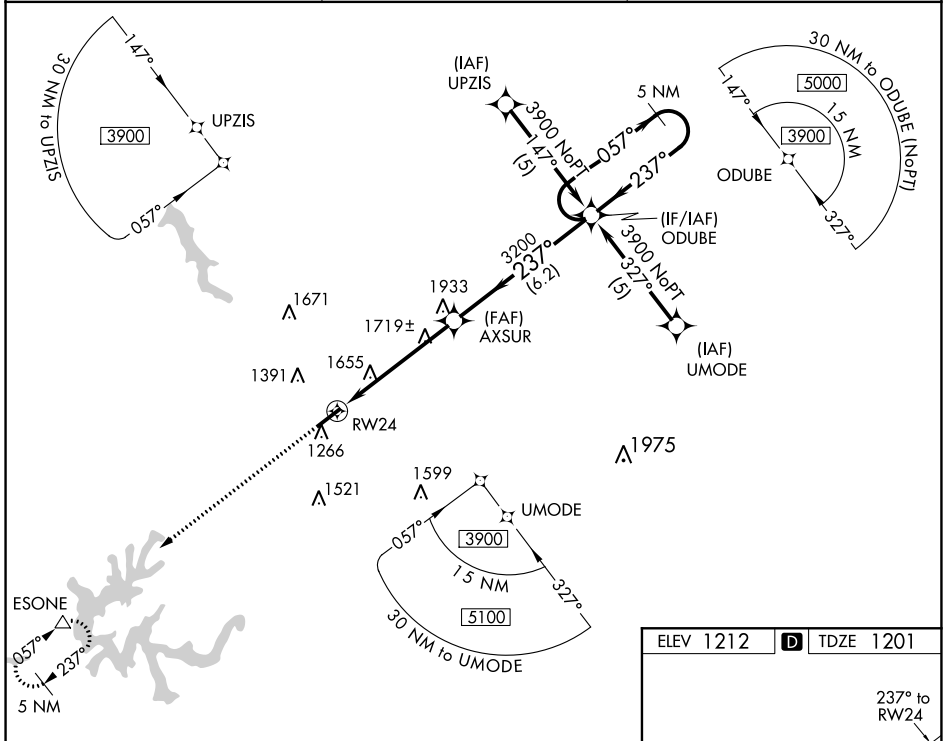 147°
30 NM to UPZIS
3900
UPZIS
057°
(IAF)
UPZIS
3900 NoPT
147°
(5)
5 NM
057°
237°
(IF/IAF)
ODUBE
30 NM to ODUBE (NoPT)
5000
147°
15 NM
3900
ODUBE
327°
3200
237°
(6.2)
3900 NoPT
327°
(5)
(IAF)
UMODE
1933
1671
1719±
(FAF)
AXSUR
1655
1391
RW24
1266
1975
1521
1599
UMODE
057°
3900
15 NM
327°
5100
30 NM to UMODE
ESONE
057°
237°
5 NM
ELEV 1212 D TDZE 1201
237° to
RW24